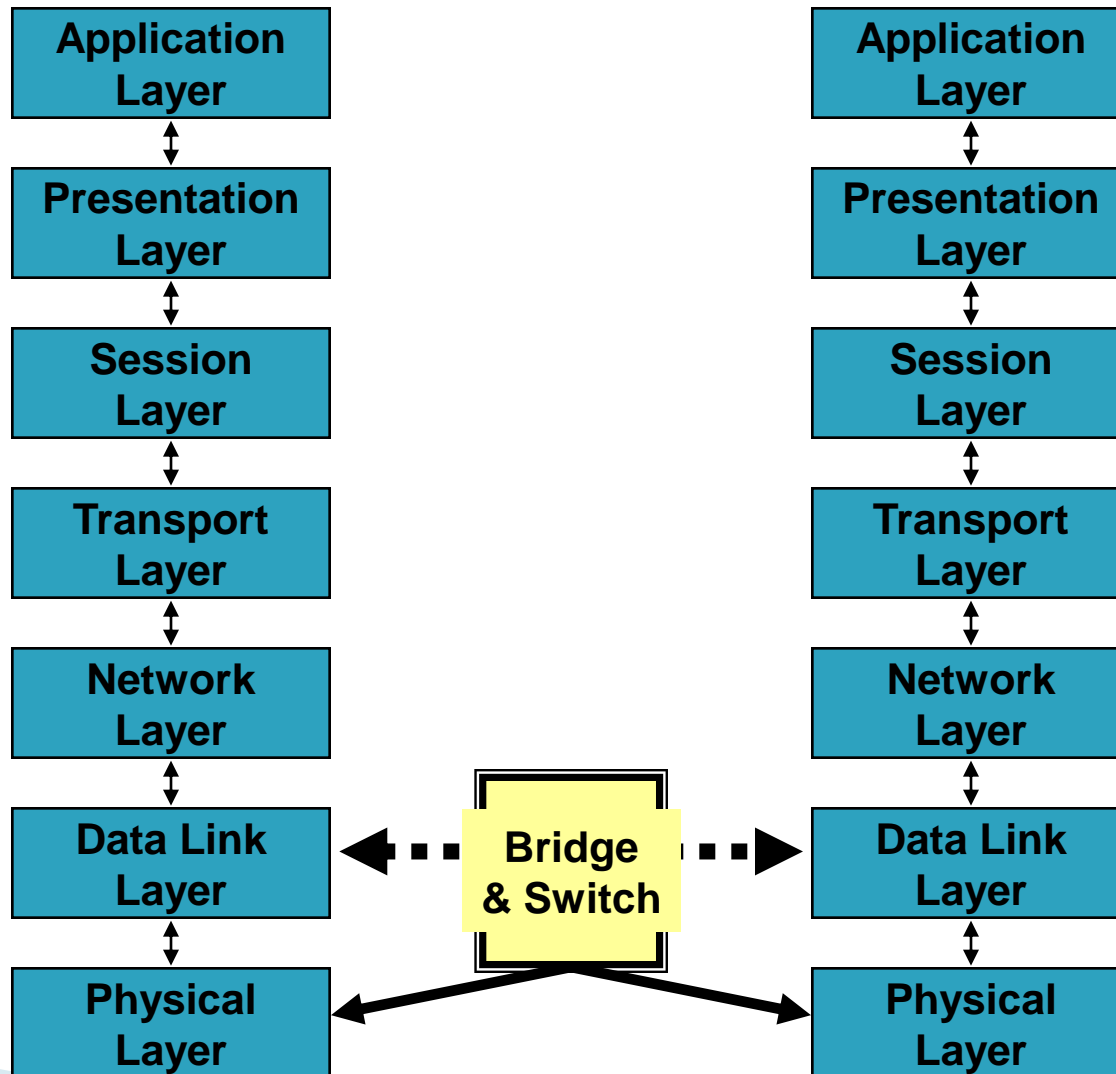 Application
Layer
Presentation
Layer
Session
Layer
Transport
Layer
Network
Layer
Data Link
Layer
Physical
Layer
Bridge
& Switch
Application
Layer
Presentation
Layer
Session
Layer
Transport
Layer
Network
Layer
Data Link
Layer
Physical
Layer